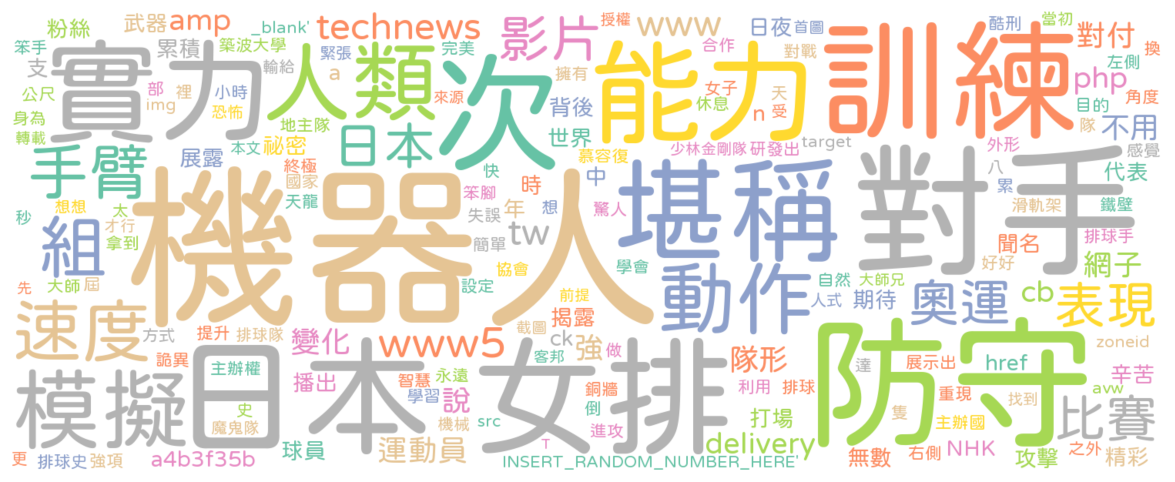 粉絲
武器
amp
_blank'
technews
影片
授權
www
日夜
首圖
酷刑
當初
對付
換
笨手
支
累積
築波大學
緊張
完美
合作
對戰
左側
實力
人類
次
能力
訓練
輸給
a
擁有
女子
天
php
角度
公尺
部
裡
img
小時
恐怖
來源
背後
休息
n
受
目的
隊
不用
身為
轉載
地主隊
日本
世界
本文
祕密
少林金剛隊
研發出
target
外形
感覺
手臂
展露
終極
國家
快
笨腳
時
中
慕容復
八
累
代表
秒
想想
太
才行
拿到
天龍
失誤
年
想
驚人
堪稱
對手
滑軌架
鐵壁
組
機器人
簡單
tw
聞名
排球手
先
大師
屆
設定
協會
學會
動作
自然
大師兄
好好
網子
前提
人式
期待
奧運
cb
表現
速度
方式
提升
排球隊
變化
www5
截圖
揭露
ck
強
做
客邦
隊形
zoneid
詭異
主辦權
播出
智慧
永遠
學習
說
銅牆
利用
排球
達
展示出
href
辛苦
模擬
日本
女排
防守
重現
avw
史
魔鬼隊
機械
src
倒
進攻
打場
隻
主辦國
找到
比賽
更
排球史
強項
a4b3f35b
球員
運動員
T
INSERT_RANDOM_NUMBER_HERE'
delivery
無數
右側
NHK
攻擊
之外
精彩